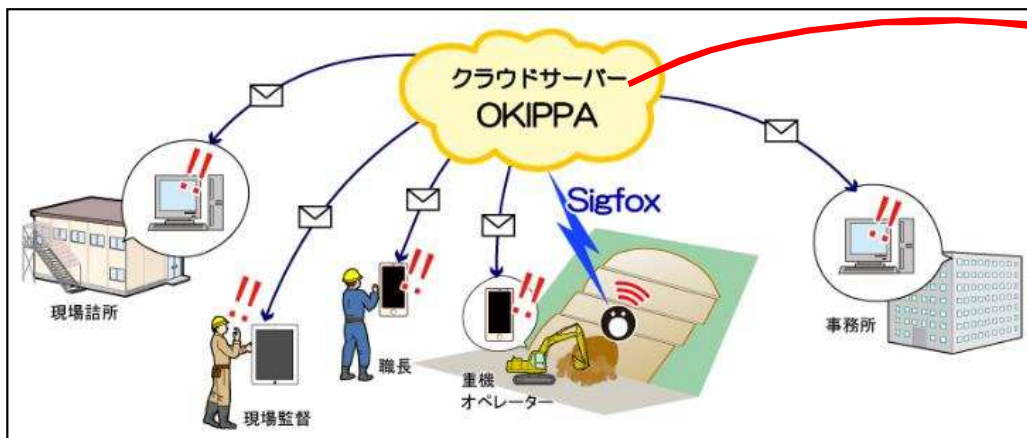 クラウドサーバー
OKIPPA
Sigfox
現場詰所
現場監督
職長
重機
オペレーター
事務所